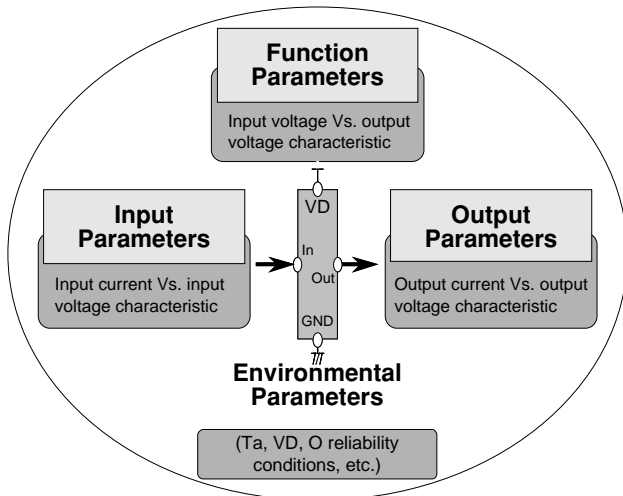 Function
Parameters
Input voltage Vs. output
voltage characteristic
Input
Parameters
Input current Vs. input
voltage characteristic
VD
In
Out
GND
Output
Parameters
Output current Vs. output
voltage characteristic
Environmental
Parameters
(Ta, VD, O reliability
conditions, etc.)